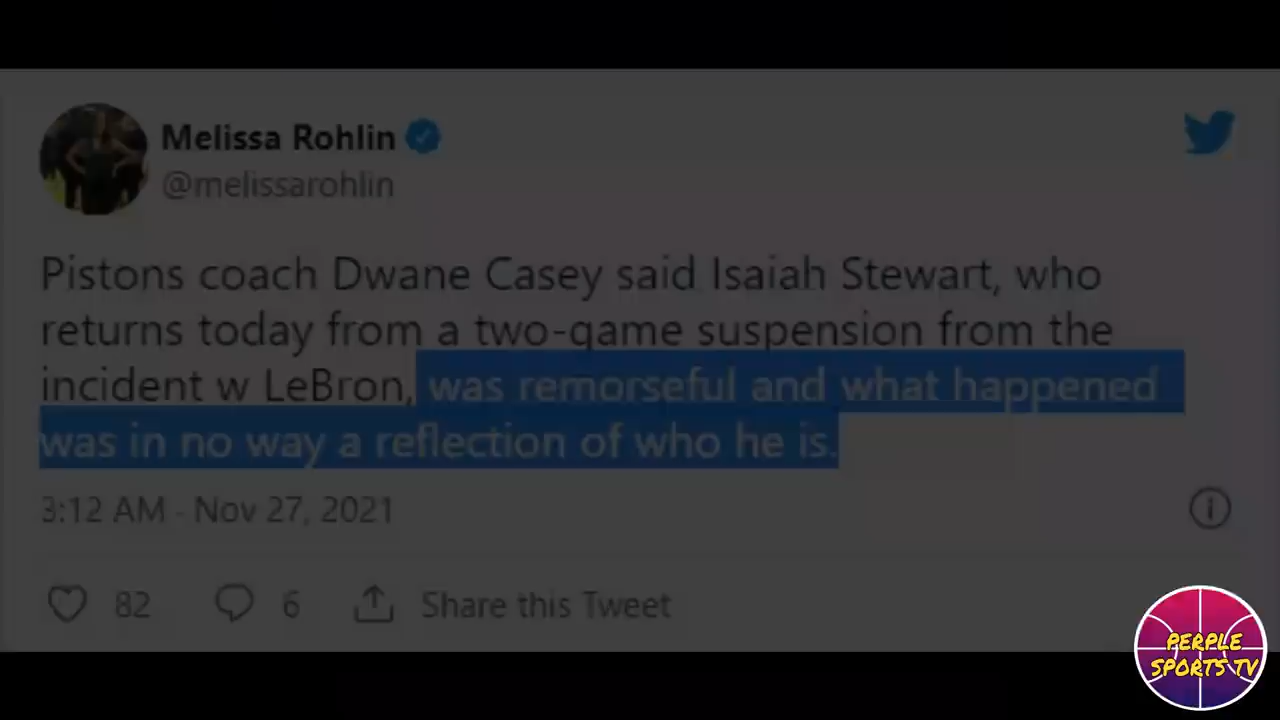 Melissa Rohlin
@melissarohlin
Pistons coach Dwane Casey said Isaiah Stewart, who
returns today from a two-game suspension from the
incident w LeBron, was remorseful and what happened
was in no way a reflection of who he is.
3:12 AM - Nov 27, 2021
82
6
Share this Tweet
PERPLE
SPORTS TV